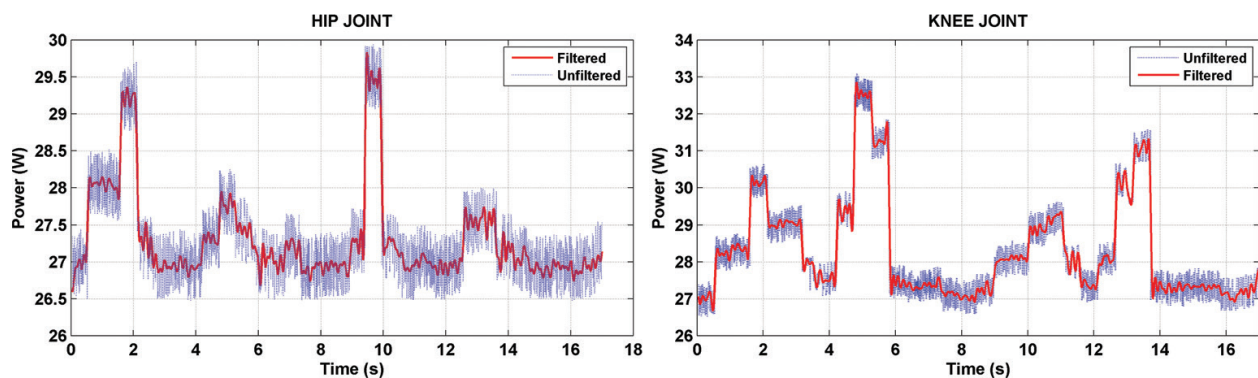 HIP JOINT
30
29.5
29
28.5
28
27.5
27
26.5
26
Power (W)
Filtered
Unfiltered
0 2 4 6 8 10 12 14 16 18
Time (s)
KNEE JOINT
34
33
32
31
30
29
28
27
26
Power (W)
Unfiltered
Filtered
0 2 4 6 8 10 12 14 16
Time (s)